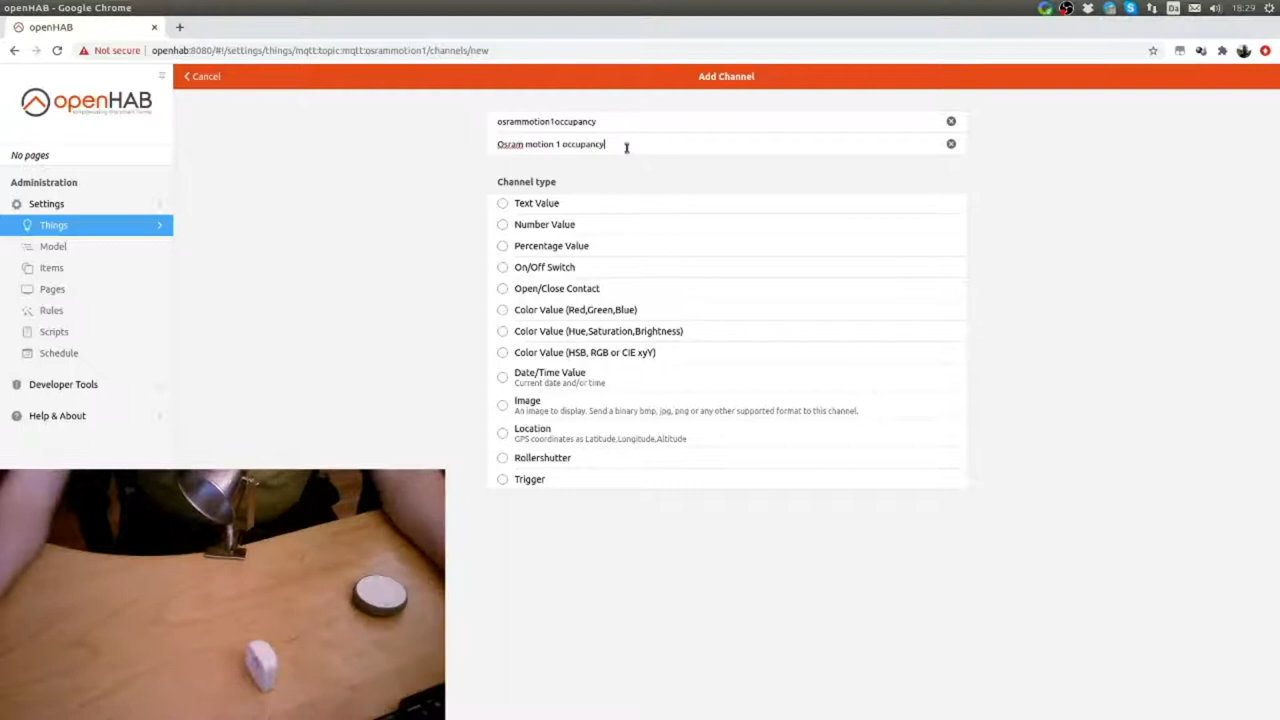 openHAB - Google Chrome
Da
18:29
openHAB
Not secure
openhab:8080/#!/settings/things/mqtt:topic:mqtt:osrammotion1/channels/new
Cancel
Add Channel
openHAB
No pages
Administration
Settings
Things
Model
Items
Pages
Rules
Scripts
Schedule
Developer Tools
Help & About
osrammotion1occupancy
Osram motion 1 occupancy
Channel type
Text Value
Number Value
Percentage Value
On/Off Switch
Open/Close Contact
Color Value (Red,Green,Blue)
Color Value (Hue,Saturation,Brightness)
Color Value (HSB, RGB or CIE xyY)
Date/Time Value
Current date and/or time
Image
An image to display. Send a binary bmp, jpg, png or any other supported format to this channel.
Location
GPS coordinates as Latitude,Longitude,Altitude
Rollershutter
Trigger